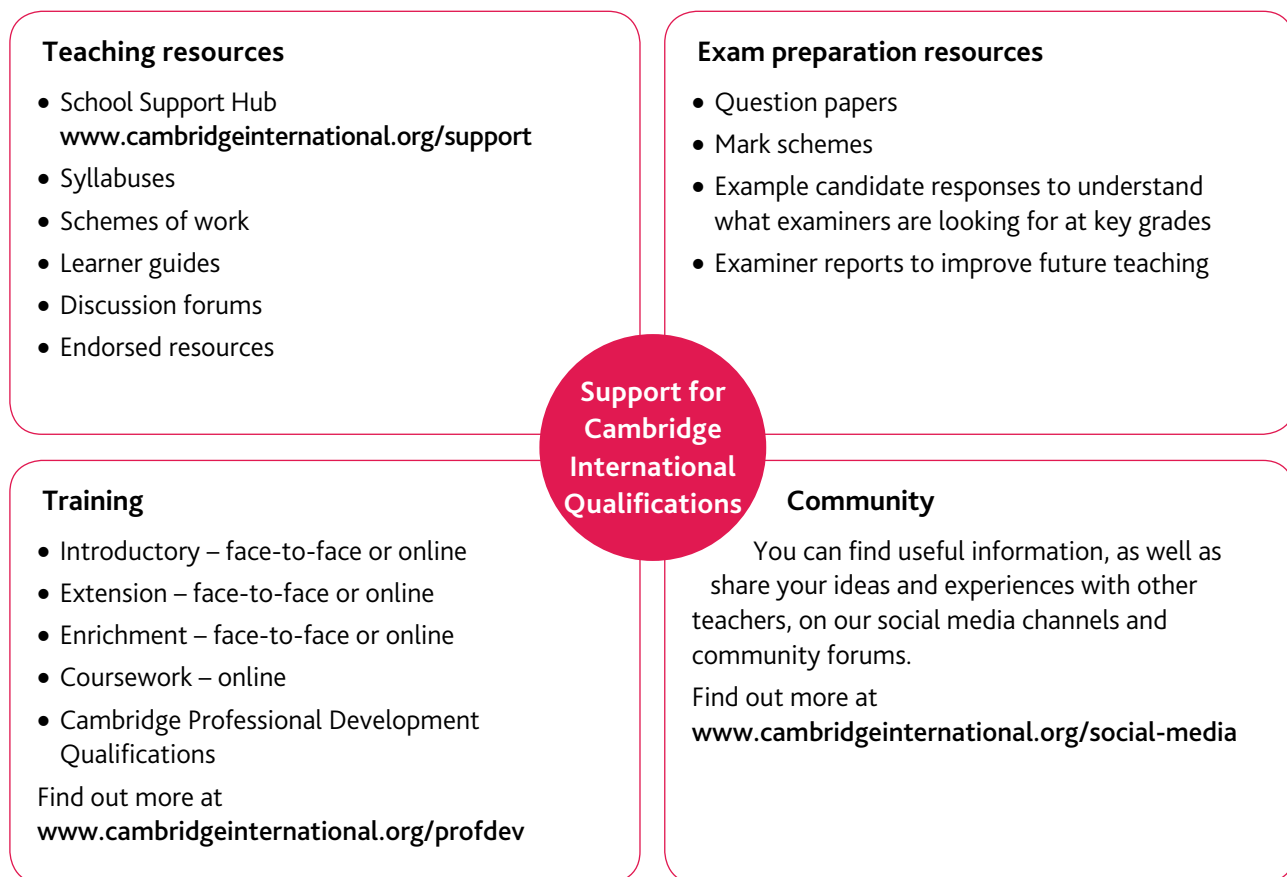 Teaching resources
• School Support Hub
www.cambridgeinternational.org/support
• Syllabuses
• Schemes of work
• Learner guides
• Discussion forums
• Endorsed resources
Exam preparation resources
• Question papers
• Mark schemes
• Example candidate responses to understand
what examiners are looking for at key grades
• Examiner reports to improve future teaching
Support for
Cambridge
International
Qualifications
Training
• Introductory – face-to-face or online
• Extension – face-to-face or online
• Enrichment – face-to-face or online
• Coursework – online
• Cambridge Professional Development
Qualifications
Find out more at
www.cambridgeinternational.org/profdev
Community
You can find useful information, as well as
share your ideas and experiences with other
teachers, on our social media channels and
community forums.
Find out more at
www.cambridgeinternational.org/social-media